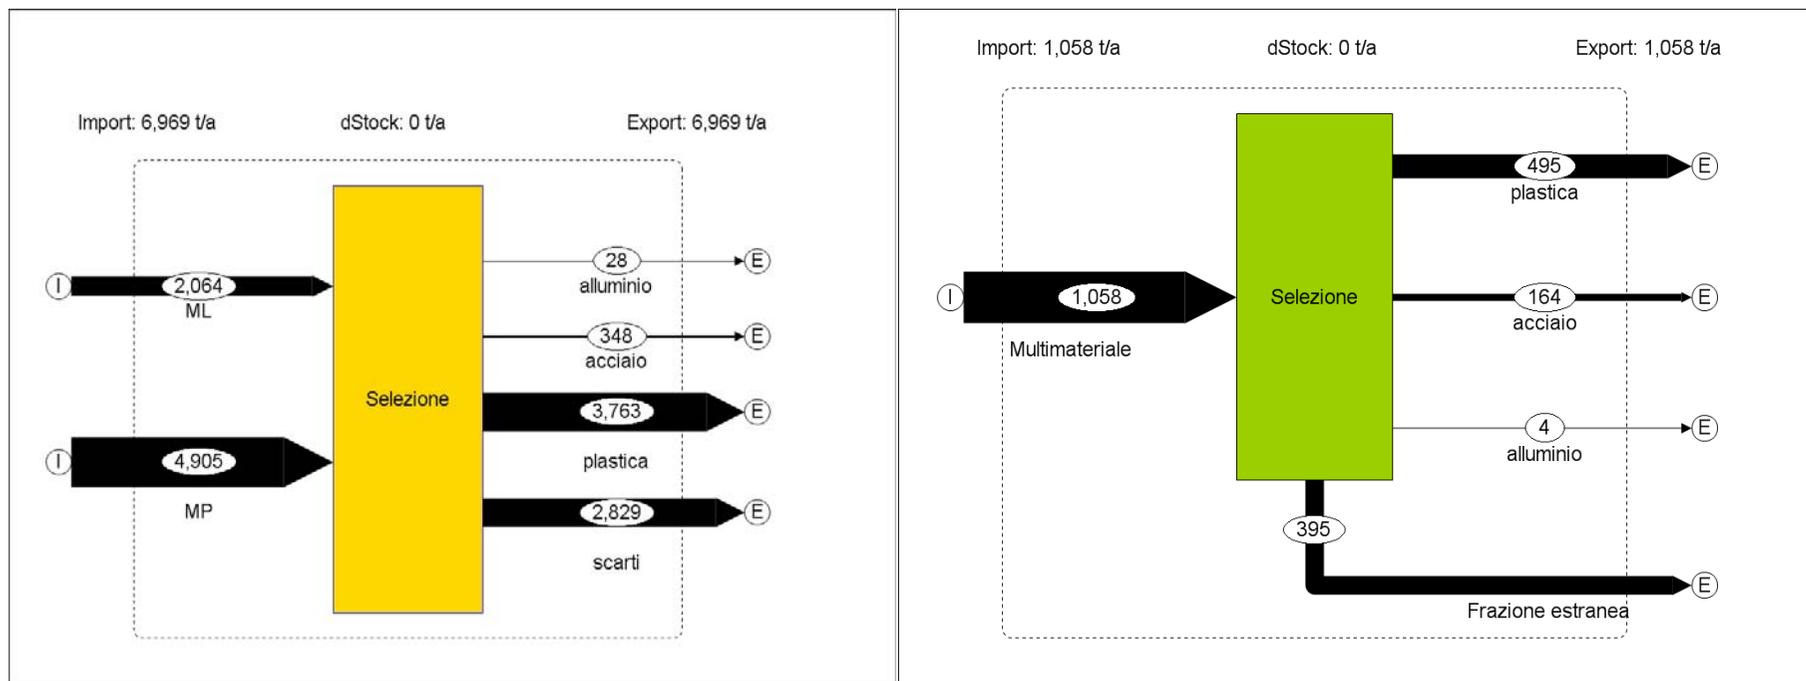 Import: 6,969 t/a
dStock: 0 t/a
Export: 6,969 t/a
I
2,064
ML
I
4,905
MP
Selezione
28
E
alluminio
348
E
acciaio
3,763
E
plastica
2,829
E
scarti
Import: 1,058 t/a
dStock: 0 t/a
Export: 1,058 t/a
I
1,058
Multimateriale
Selezione
495
E
plastica
164
E
acciaio
4
E
alluminio
395
E
Frazione estranea